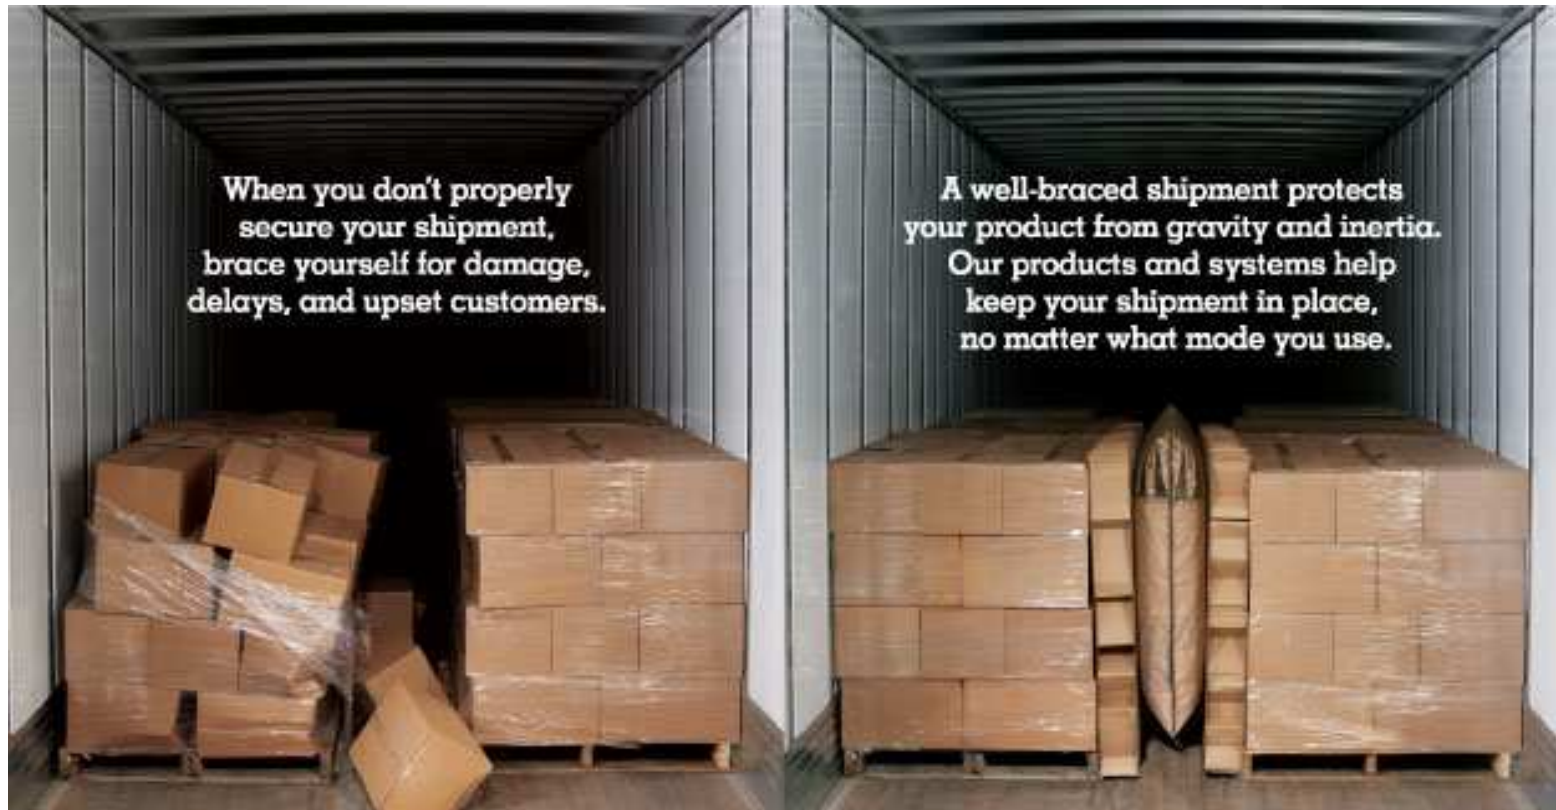 When you don't properly
secure your shipment,
brace yourself for damage,
delays, and upset customers.
A well-braced shipment protects
your product from gravity and inertia.
Our products and systems help
keep your shipment in place,
no matter what mode you use.